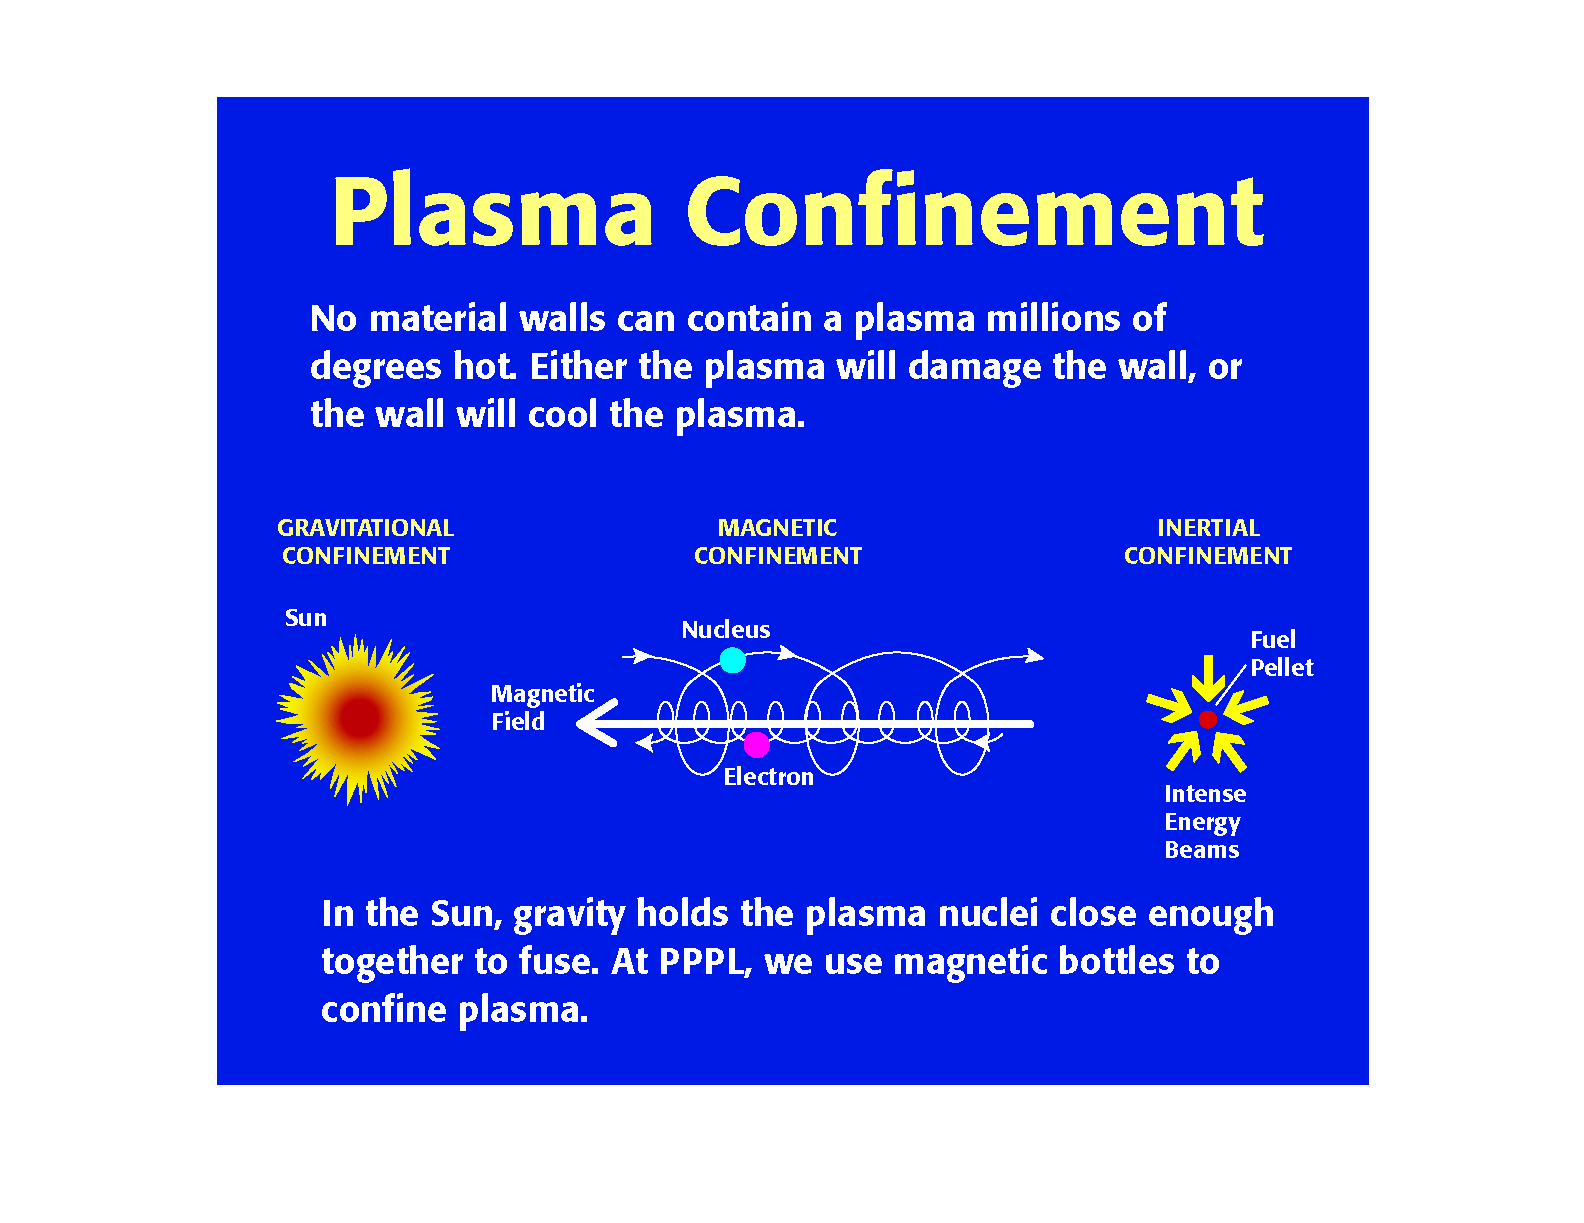 Plasma Confinement
No material walls can contain a plasma millions of
degrees hot. Either the plasma will damage the wall, or
the wall will cool the plasma.
GRAVITATIONAL
CONFINEMENT
MAGNETIC
CONFINEMENT
INERTIAL
CONFINEMENT
Sun
Nucleus
Magnetic
Field
Electron
Fuel
Pellet
Intense
Energy
Beams
In the Sun, gravity holds the plasma nuclei close enough
together to fuse. At PPPL, we use magnetic bottles to
confine plasma.